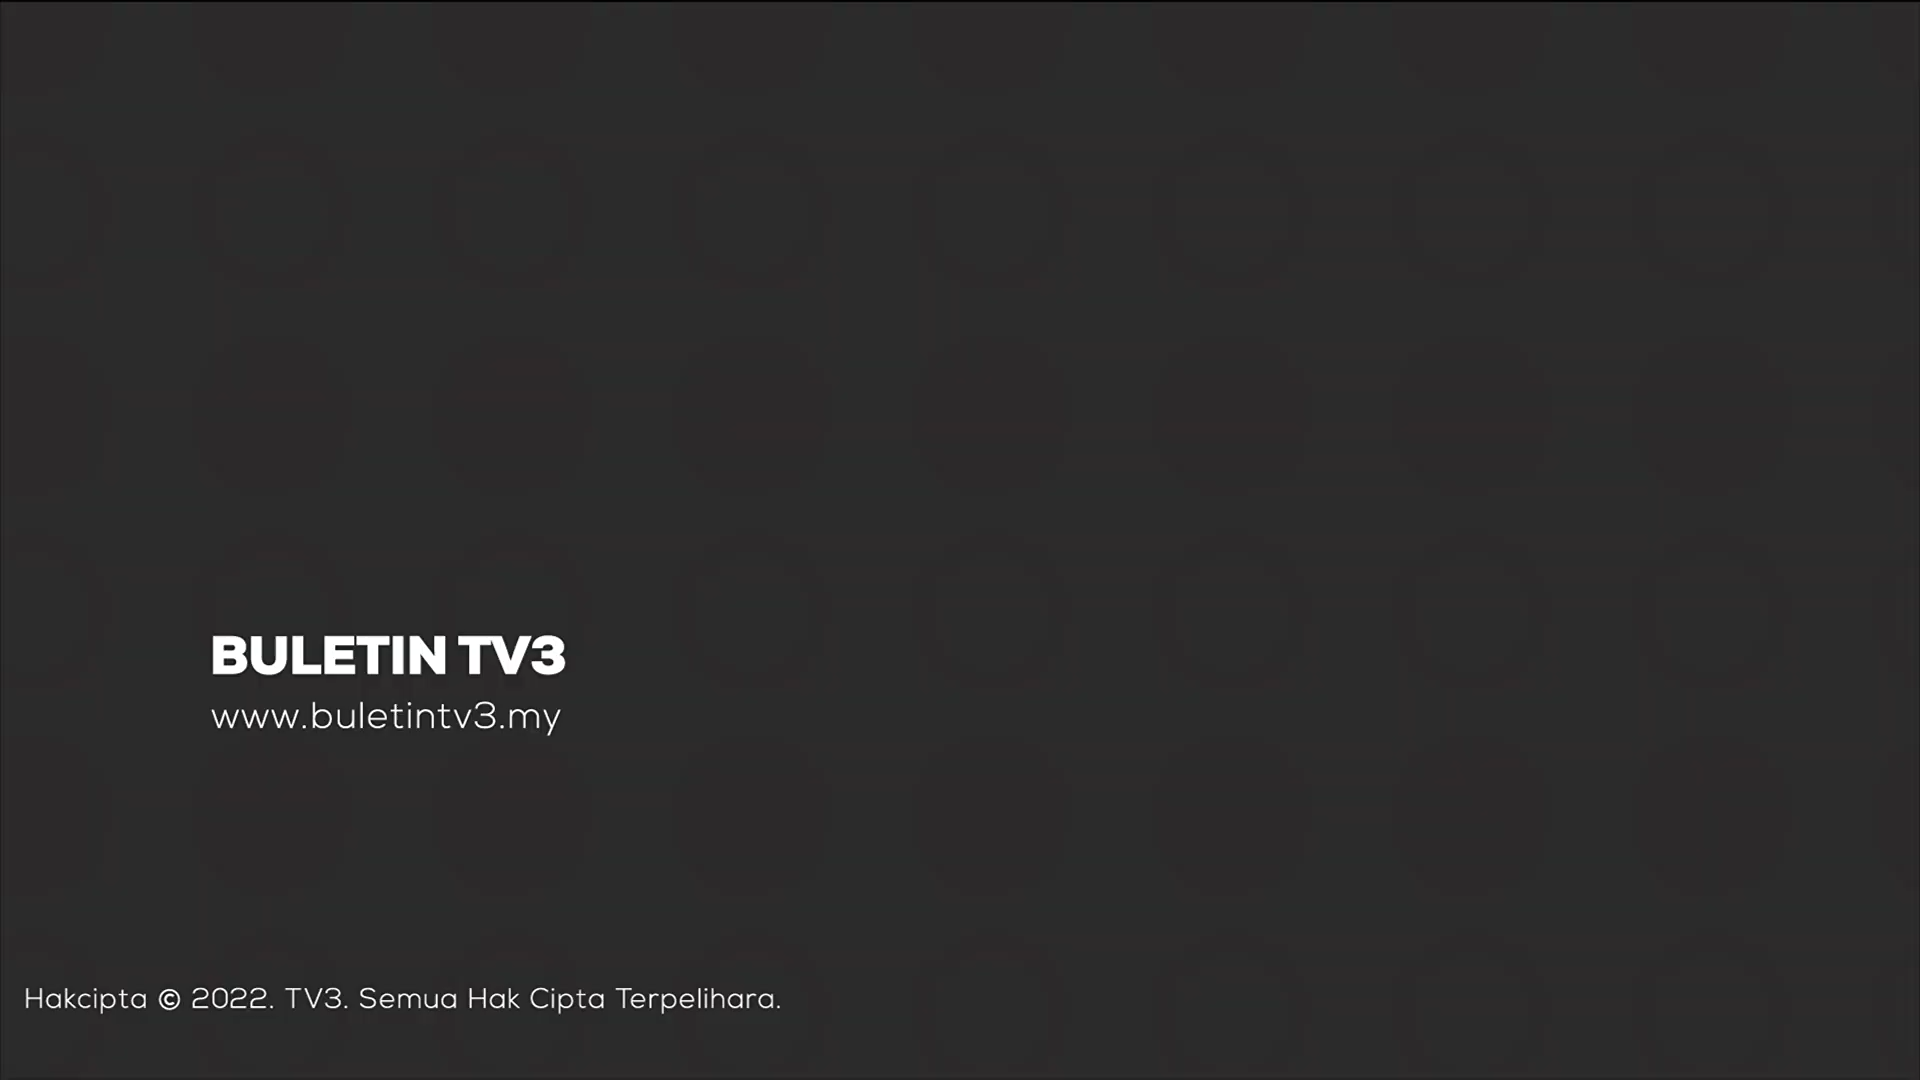 BULETIN TV3
www.buletintv3.my
Hakcipta © 2022. TV3. Semua Hak Cipta Terpelihara.